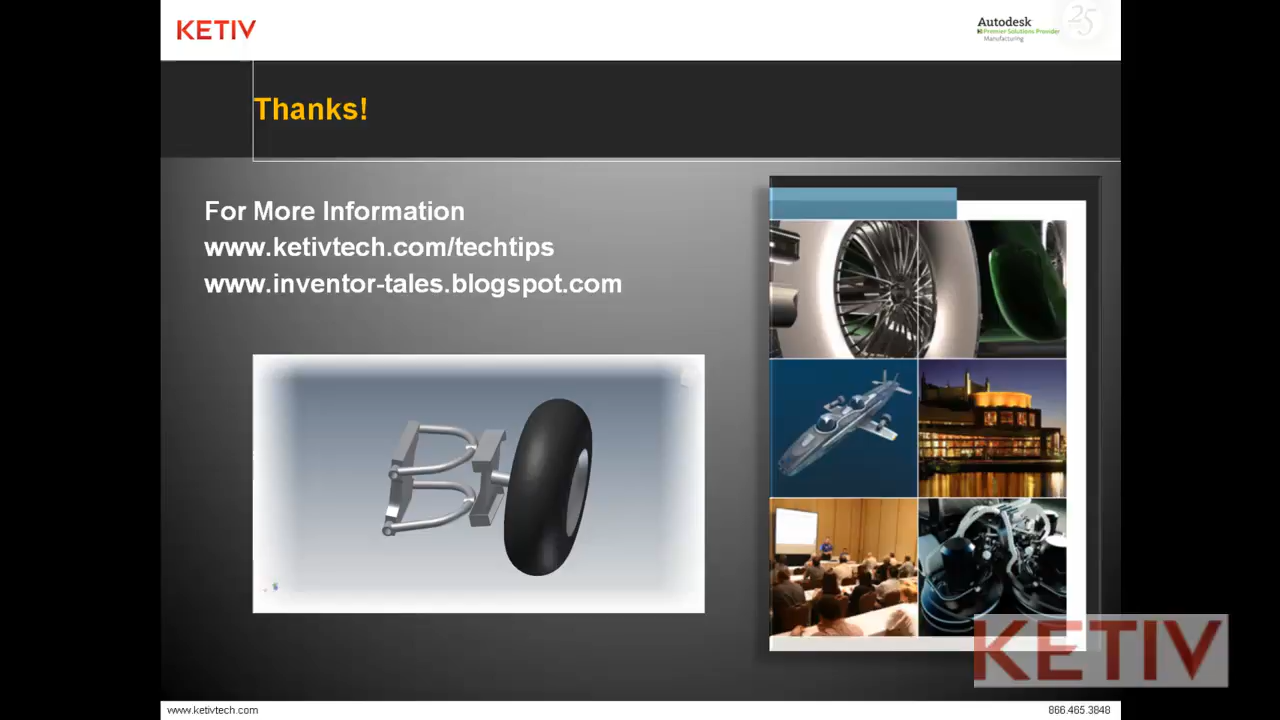 KETIV
Autodesk
Premier Solutions Provider
Manufacturing
25
Thanks!
For More Information
www.ketivtech.com/techtips
www.inventor-tales.blogspot.com
KETIV
www.ketivtech.com
866.465.3848